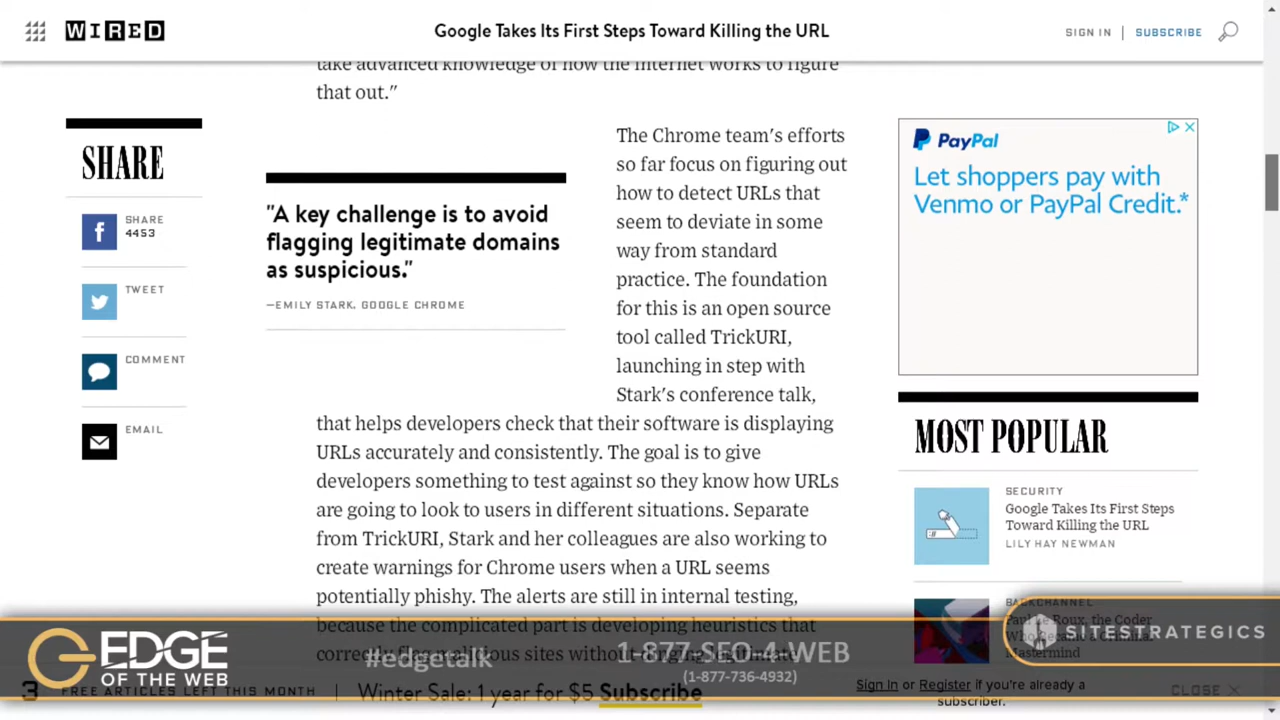 WIRED
Google Takes Its First Steps Toward Killing the URL
SIGN IN | SUBSCRIBE
take advanced knowledge of how the internet works to figure
that out."
SHARE
SHARE
4453
TWEET
COMMENT
EMAIL
"A key challenge is to avoid
flagging legitimate domains
as suspicious."
—EMILY STARK, GOOGLE CHROME
The Chrome team's efforts
so far focus on figuring out
how to detect URLs that
seem to deviate in some
way from standard
practice. The foundation
for this is an open source
tool called TrickURI,
launching in step with
Stark's conference talk,
that helps developers check that their software is displaying
URLs accurately and consistently. The goal is to give
developers something to test against so they know how URLs
are going to look to users in different situations. Separate
from TrickURI, Stark and her colleagues are also working to
create warnings for Chrome users when a URL seems
potentially phishy. The alerts are still in internal testing,
because the complicated part is developing heuristics that
PayPal
Let shoppers pay with
Venmo or PayPal Credit.*
MOST POPULAR
SECURITY
Google Takes Its First Steps
Toward Killing the URL
LILY HAY NEWMAN
BACKCHANNEL
Mastermind
EDGE
OF THE WEB
#edgetalk
1-877-SEO-4-WEB
(1-877-736-4932)
SITESTRATEGICS
3 FREE ARTICLES LEFT THIS MONTH | Winter Sale: 1 year for $5 Subscribe
Sign In or Register if you're already a
subscriber.
CLOSE X